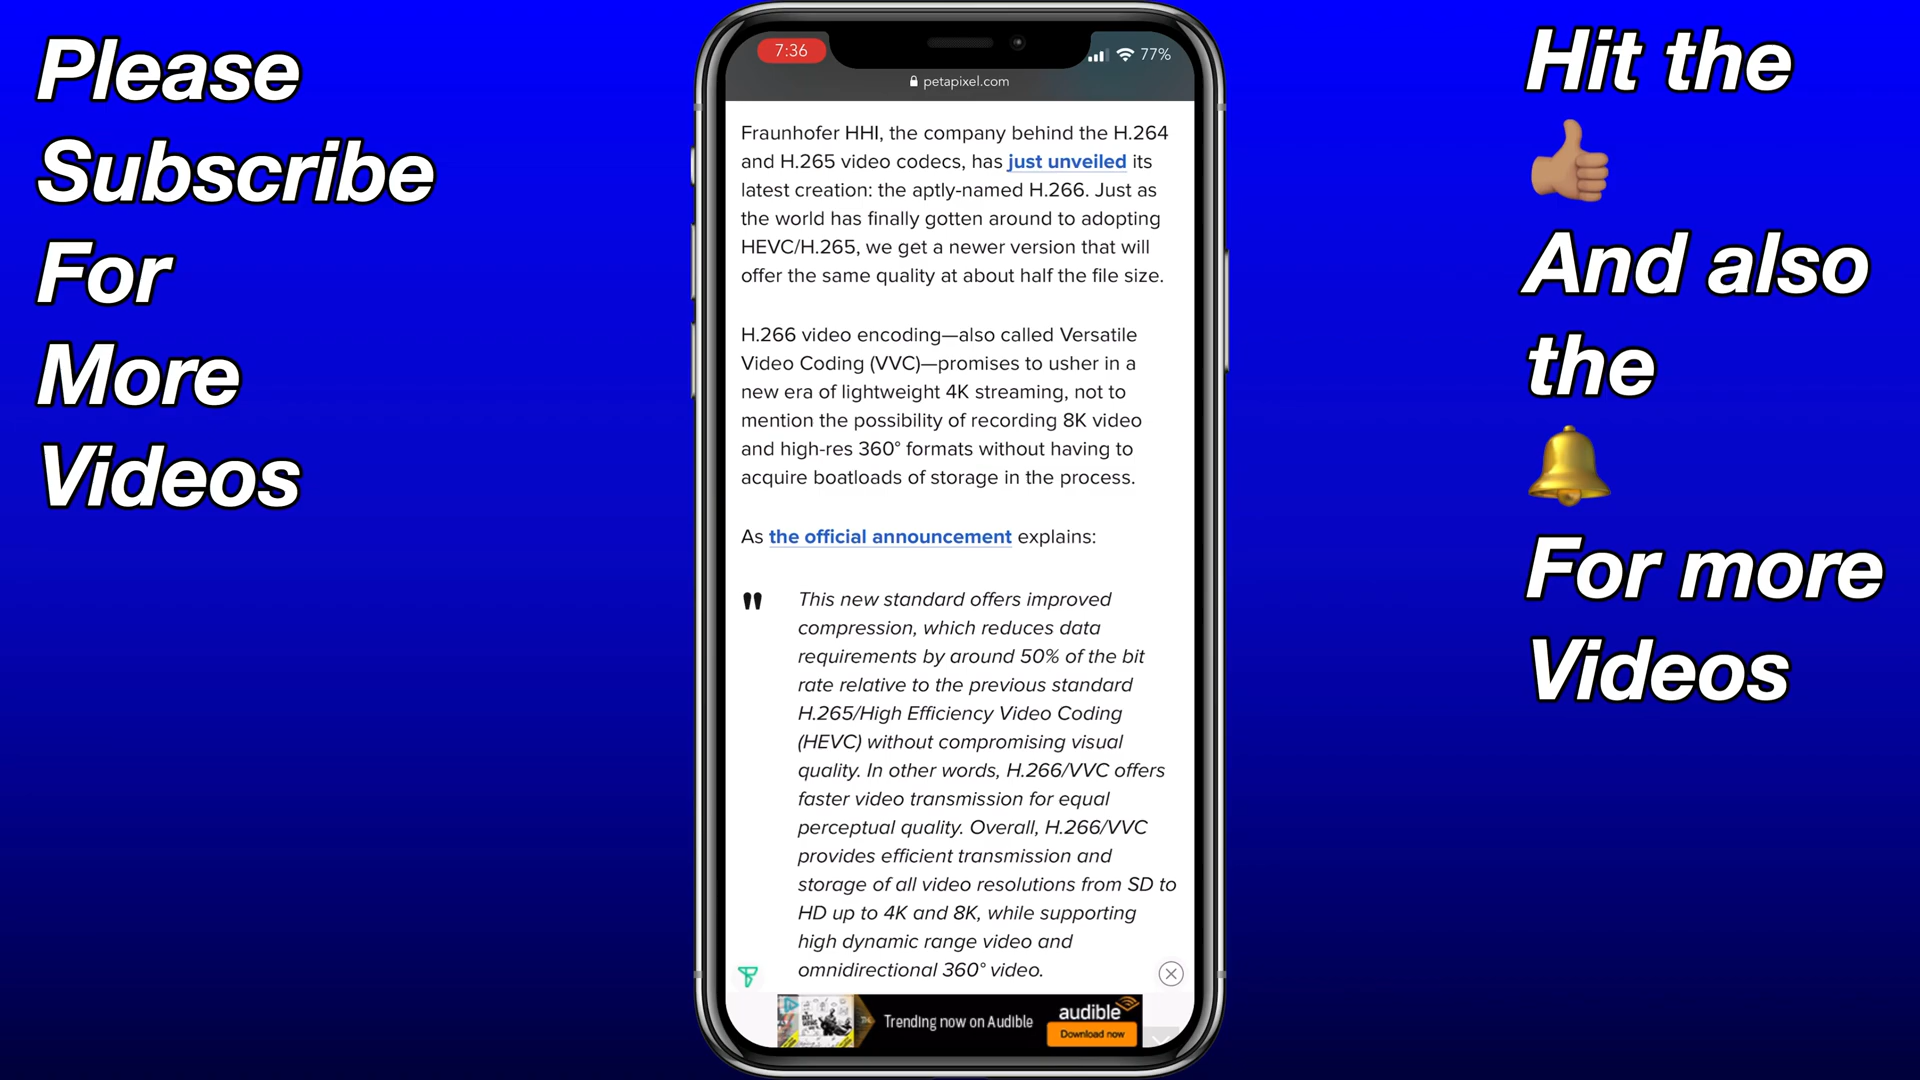 Please
Subscribe
For
More
Videos
7:36
77%
petapixel.com
Fraunhofer HHI, the company behind the H.264
and H.265 video codecs, has just unveiled its
latest creation: the aptly-named H.266. Just as
the world has finally gotten around to adopting
HEVC/H.265, we get a newer version that will
offer the same quality at about half the file size.
H.266 video encoding—also called Versatile
Video Coding (VVC)—promises to usher in a
new era of lightweight 4K streaming, not to
mention the possibility of recording 8K video
and high-res 360° formats without having to
acquire boatloads of storage in the process.
As the official announcement explains:
This new standard offers improved
compression, which reduces data
requirements by around 50% of the bit
rate relative to the previous standard
H.265/High Efficiency Video Coding
(HEVC) without compromising visual
quality. In other words, H.266/VVC offers
faster video transmission for equal
perceptual quality. Overall, H.266/VVC
provides efficient transmission and
storage of all video resolutions from SD to
HD up to 4K and 8K, while supporting
high dynamic range video and
omnidirectional 360° video.
Trending now on Audible
audible
Download now
Hit the
👍🏽
And also
the
🔔
For more
Videos